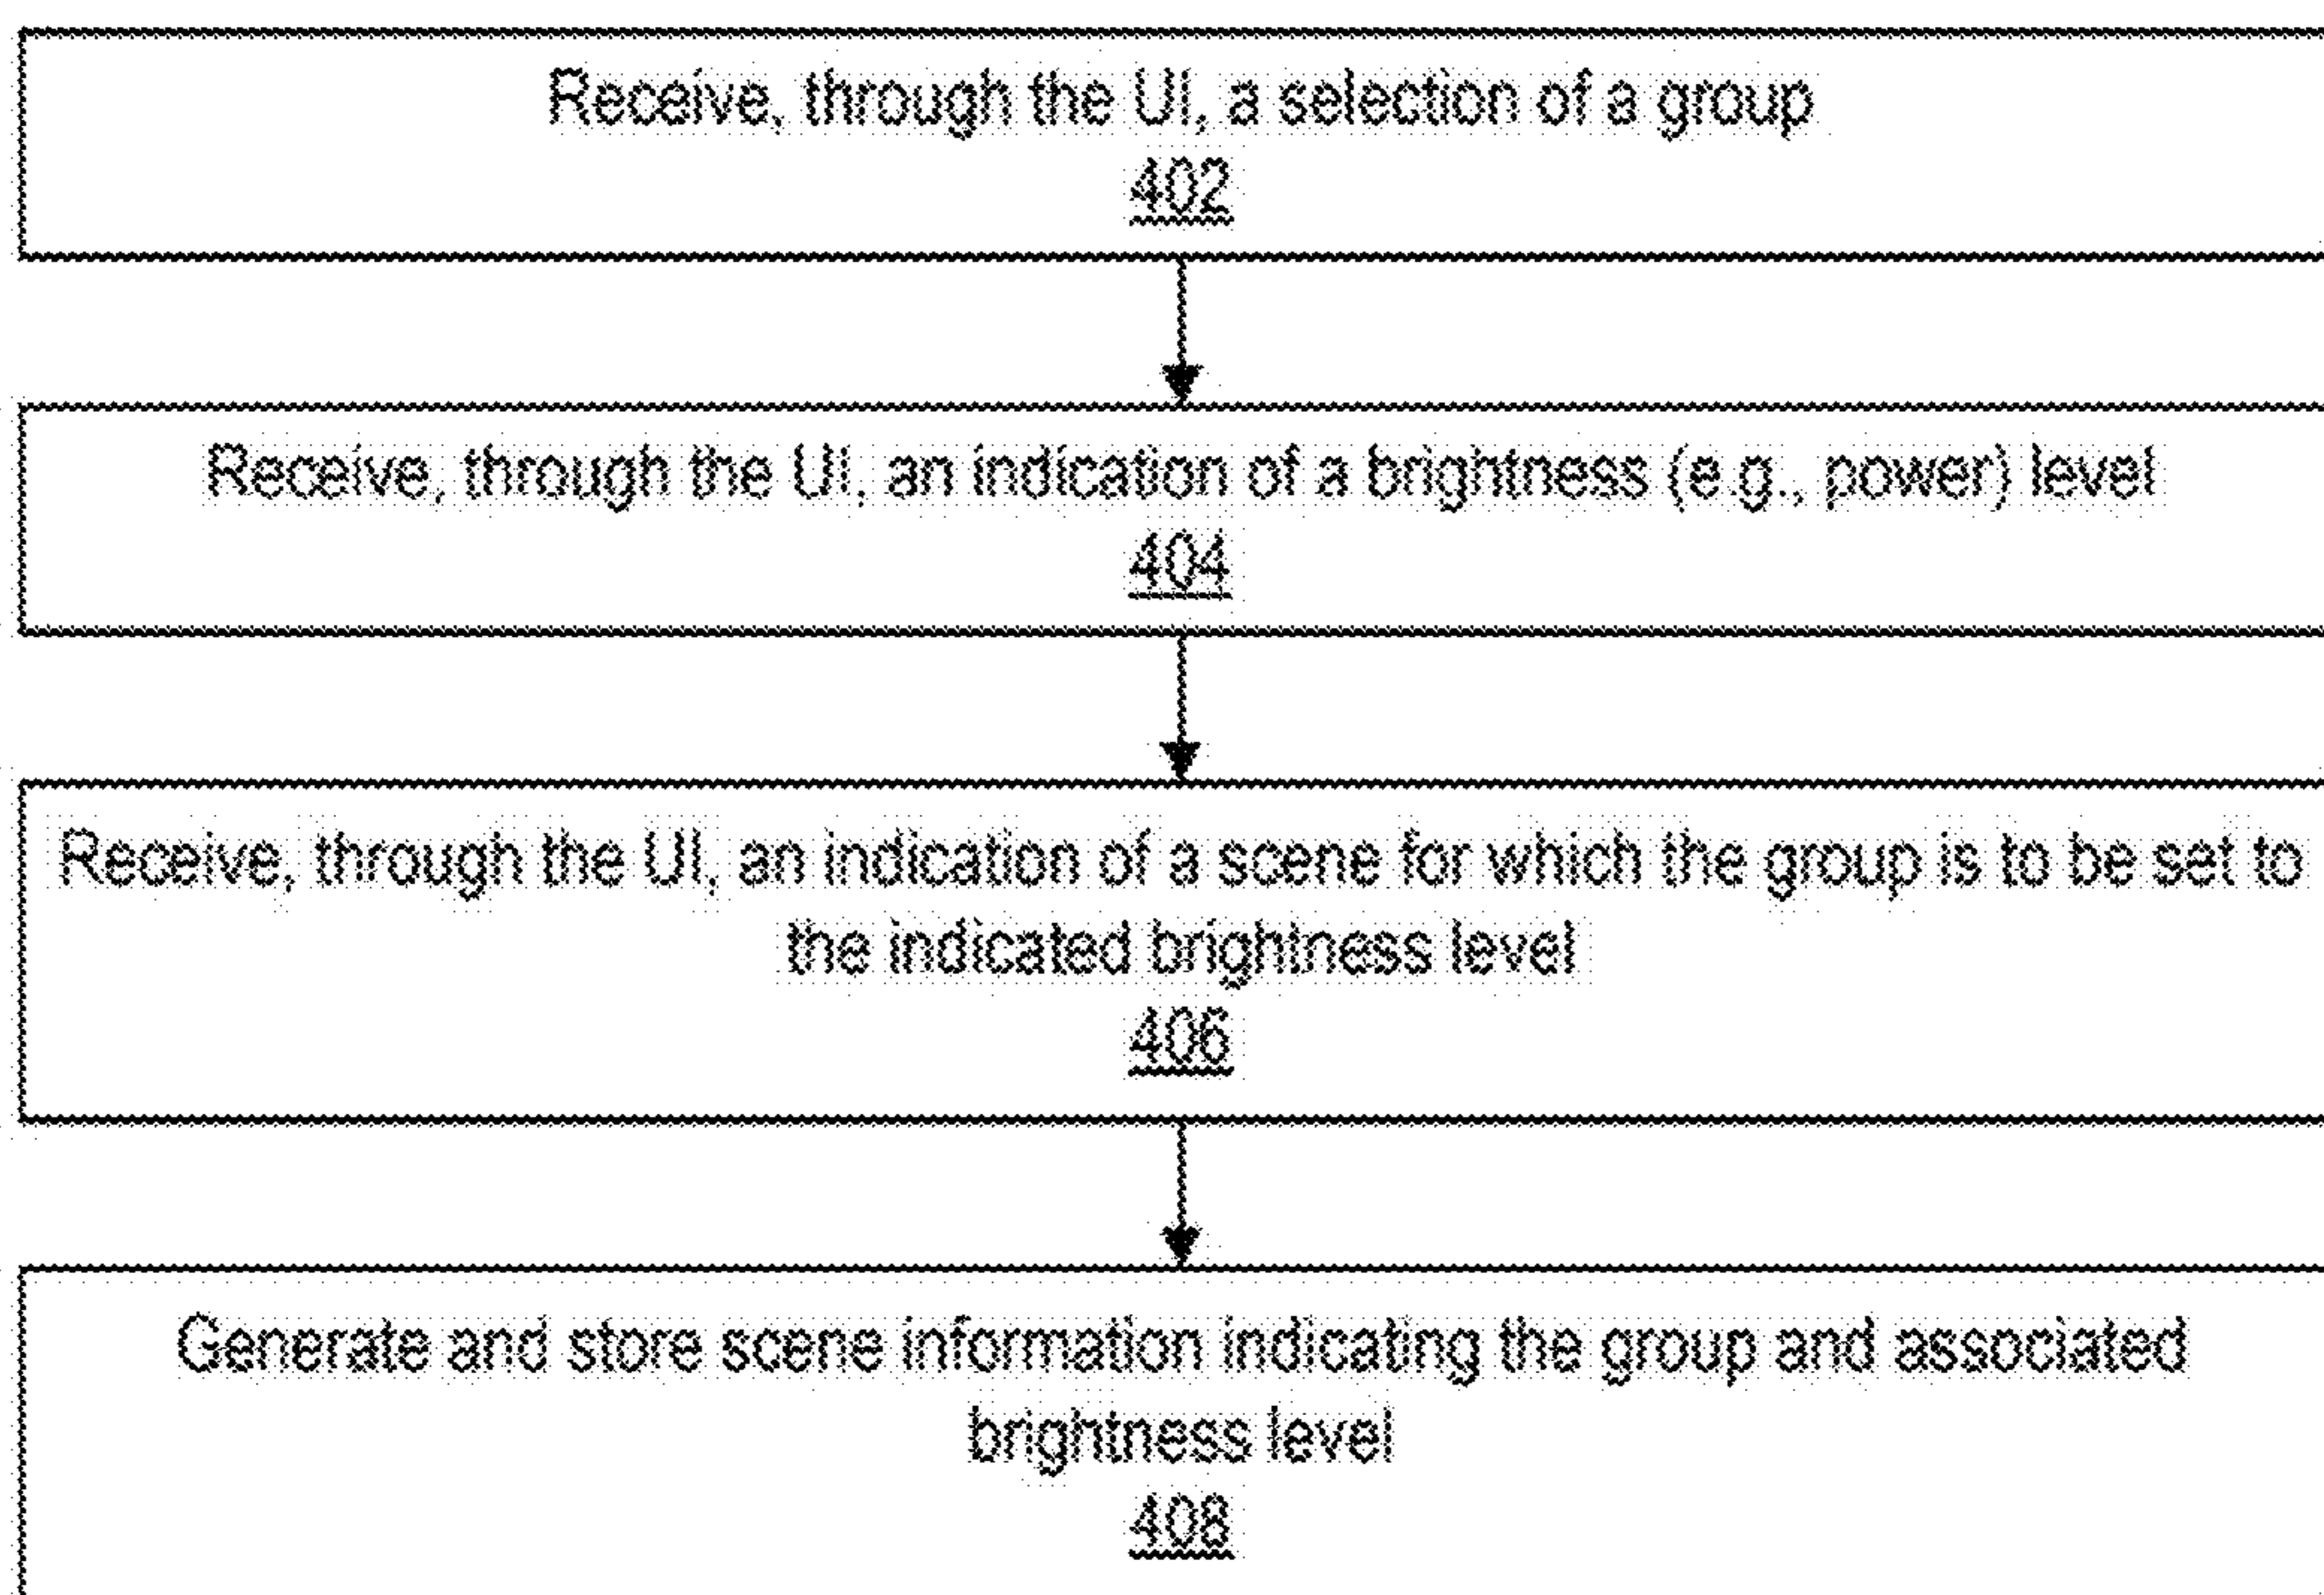 Receive, through the UI, a selection of a group
402
Receive, through the UI, an indication of a brightness (e.g., power) level
404
Receive, through the UI, an indication of a scene for which the group is to be set to
the indicated brightness level
406
Generate and store scene information indicating the group and associated
brightness level
408